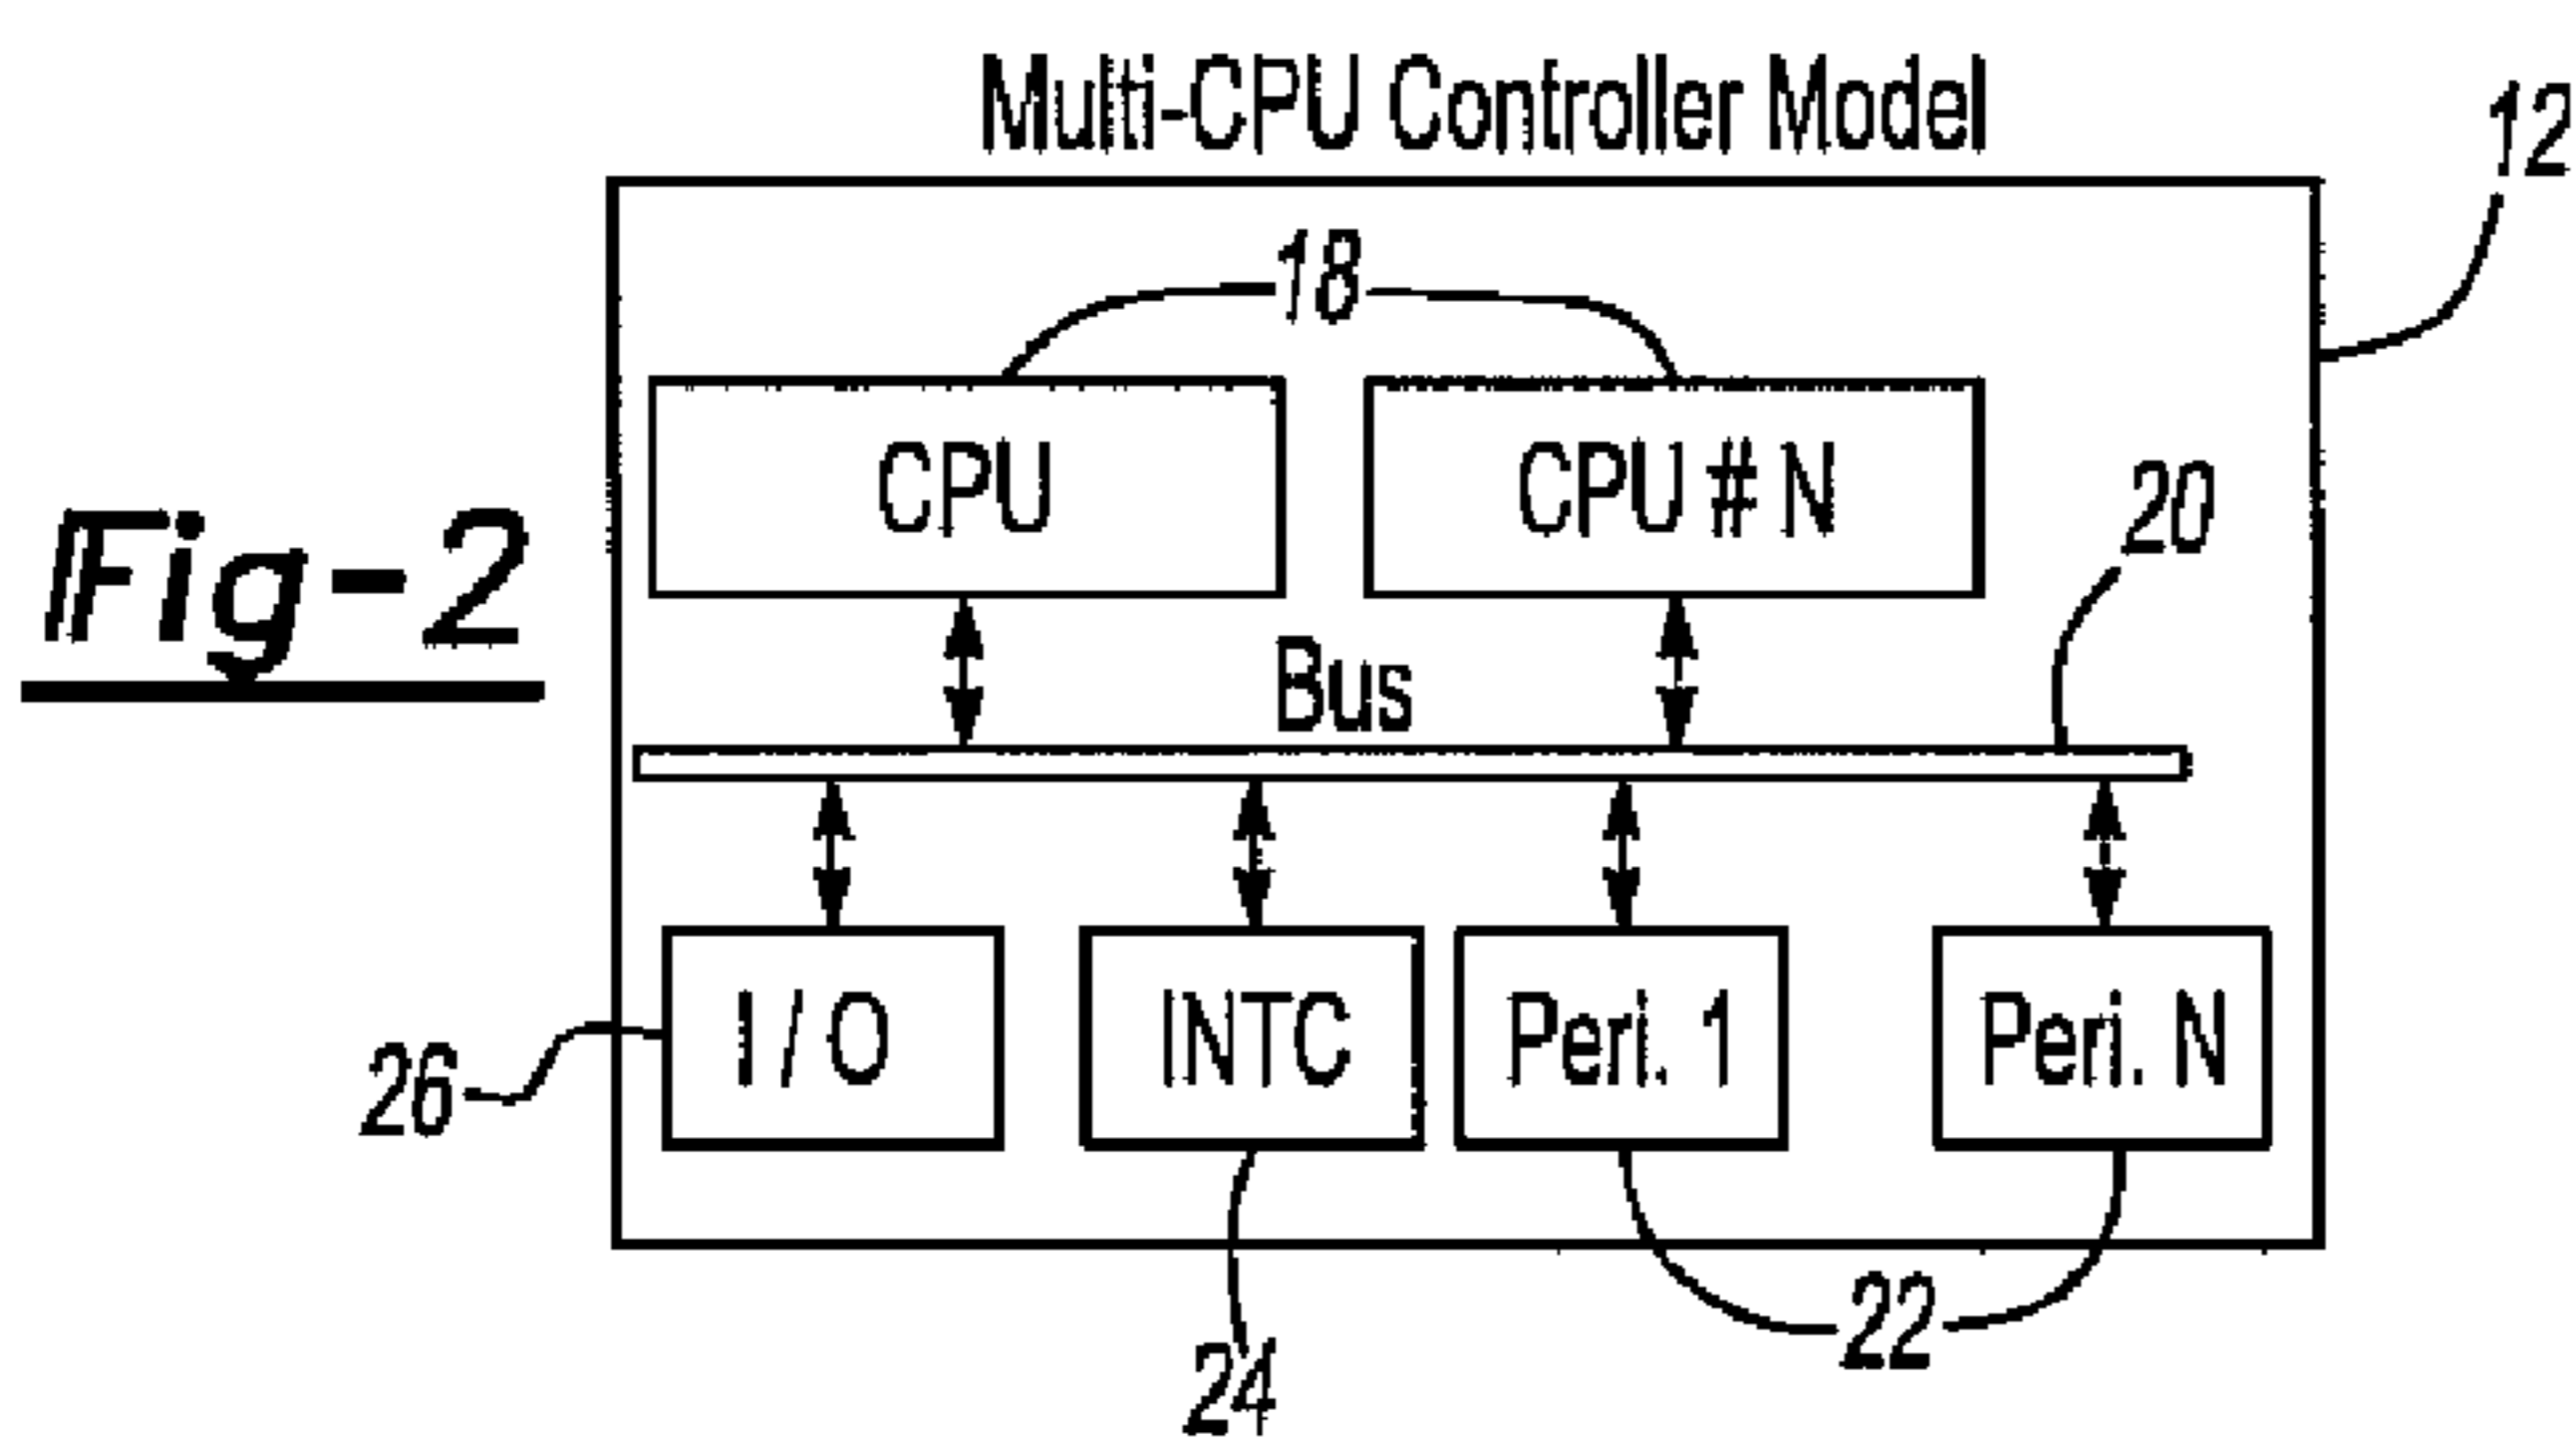 Multi-CPU Controller Model
12
18
CPU
CPU # N
20
Fig-2
Bus
I / O
INTC
Peri. 1
Peri. N
26
22
24